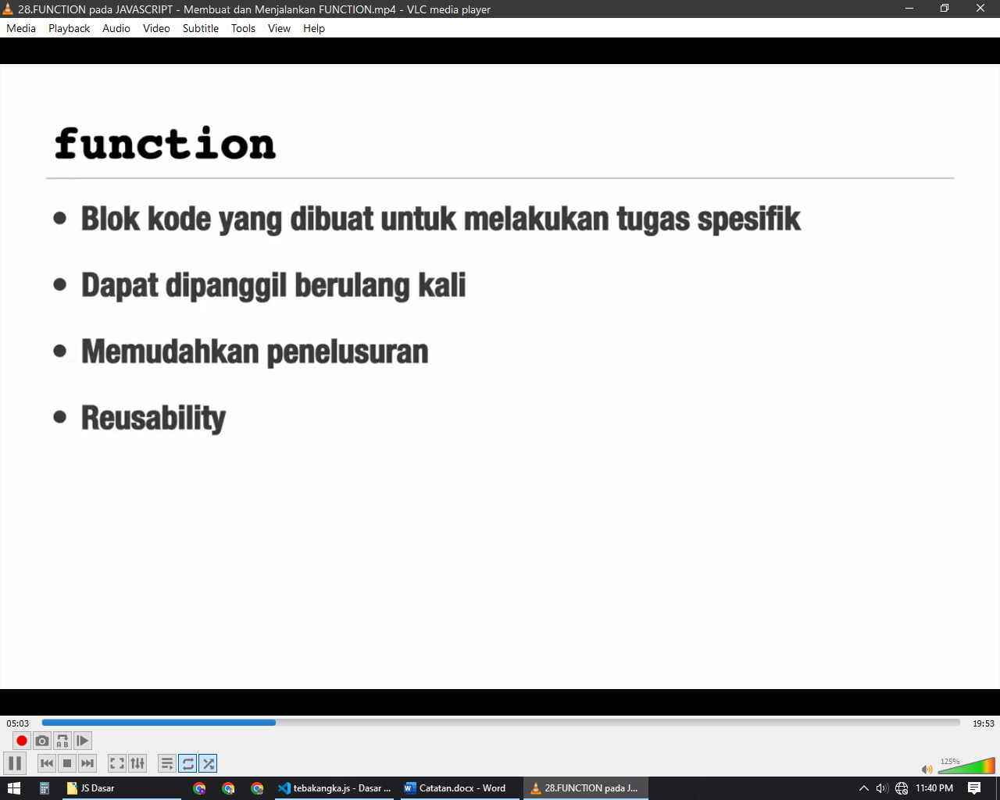 28.FUNCTION pada JAVASCRIPT - Membuat dan Menjalankan FUNCTION.mp4 - VLC media player
Media Playback Audio Video Subtitle Tools View Help
function
• Blok kode yang dibuat untuk melakukan tugas spesifik
• Dapat dipanggil berulang kali
• Memudahkan penelusuran
• Reusability
05:03 19:53
A B
125%
JS Dasar tebakangka.js - Dasar ... Catatan.docx - Word 28.FUNCTION pada J... 11:40 PM